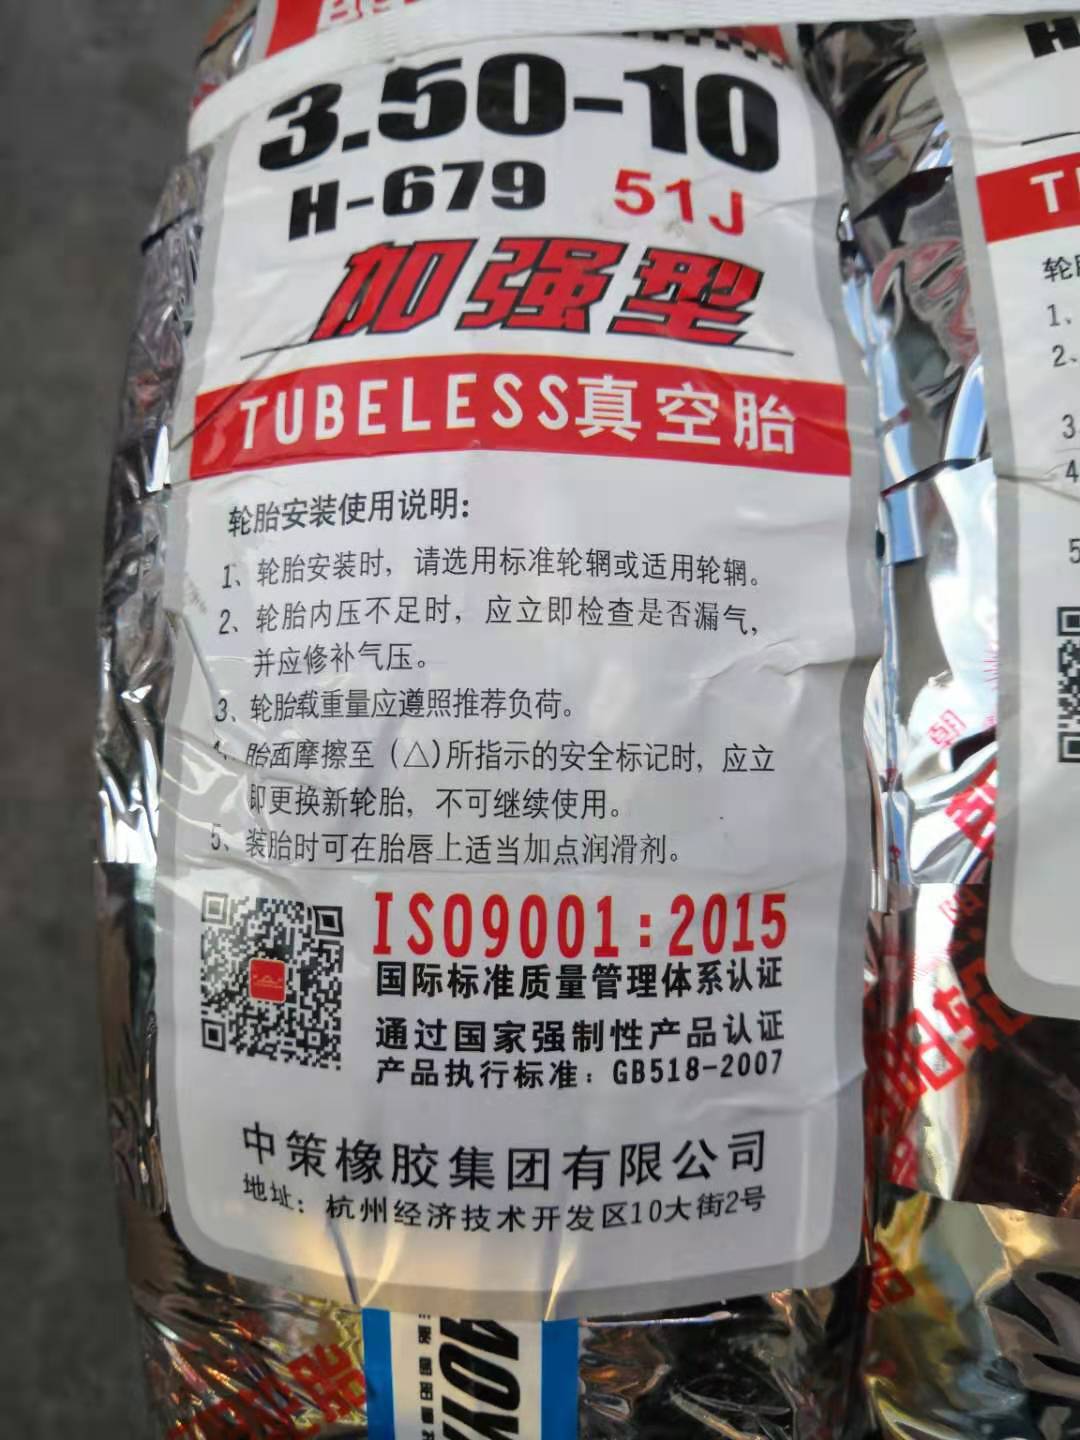 3.50-10
H-679 51J
加强型
TUBELESS真空胎
轮胎安装使用说明:
1、轮胎安装时，请选用标准轮辋或适用轮辋。
2、轮胎内压不足时，应立即检查是否漏气，
并应修补气压。
3、轮胎载重量应遵照推荐负荷。
4、胎面摩擦至（△）所指示的安全标记时，应立
即更换新轮胎，不可继续使用。
5、装胎时可在胎唇上适当加点润滑剂。
ISO9001:2015
国际标准质量管理体系认证
通过国家强制性产品认证
产品执行标准：GB518-2007
中策橡胶集团有限公司
地址：杭州经济技术开发区10大街2号
H
T
轮
1、
2、
3
4
5
朝
阳